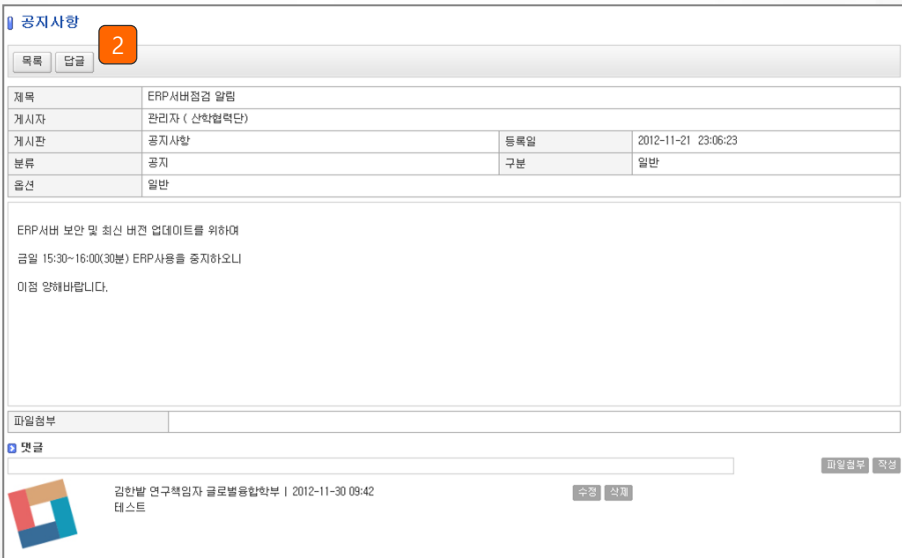 공지사항
2
목록 답글
제목 ERP서버점검 알림
게시자 관리자 ( 산학협력단)
게시판 공지사항 등록일 2012-11-21 23:06:23
분류 공지 구분 일반
옵션 일반
ERP서버 보안 및 최신 버젼 업데이트를 위하여
금일 15:30~16:00(30분) ERP사용을 중지하오니
이점 양해바랍니다.
파일첨부
댓글
파일첨부 작성
김한밭 연구책임자 글로벌융합학부 | 2012-11-30 09:42 수정 삭제
테스트